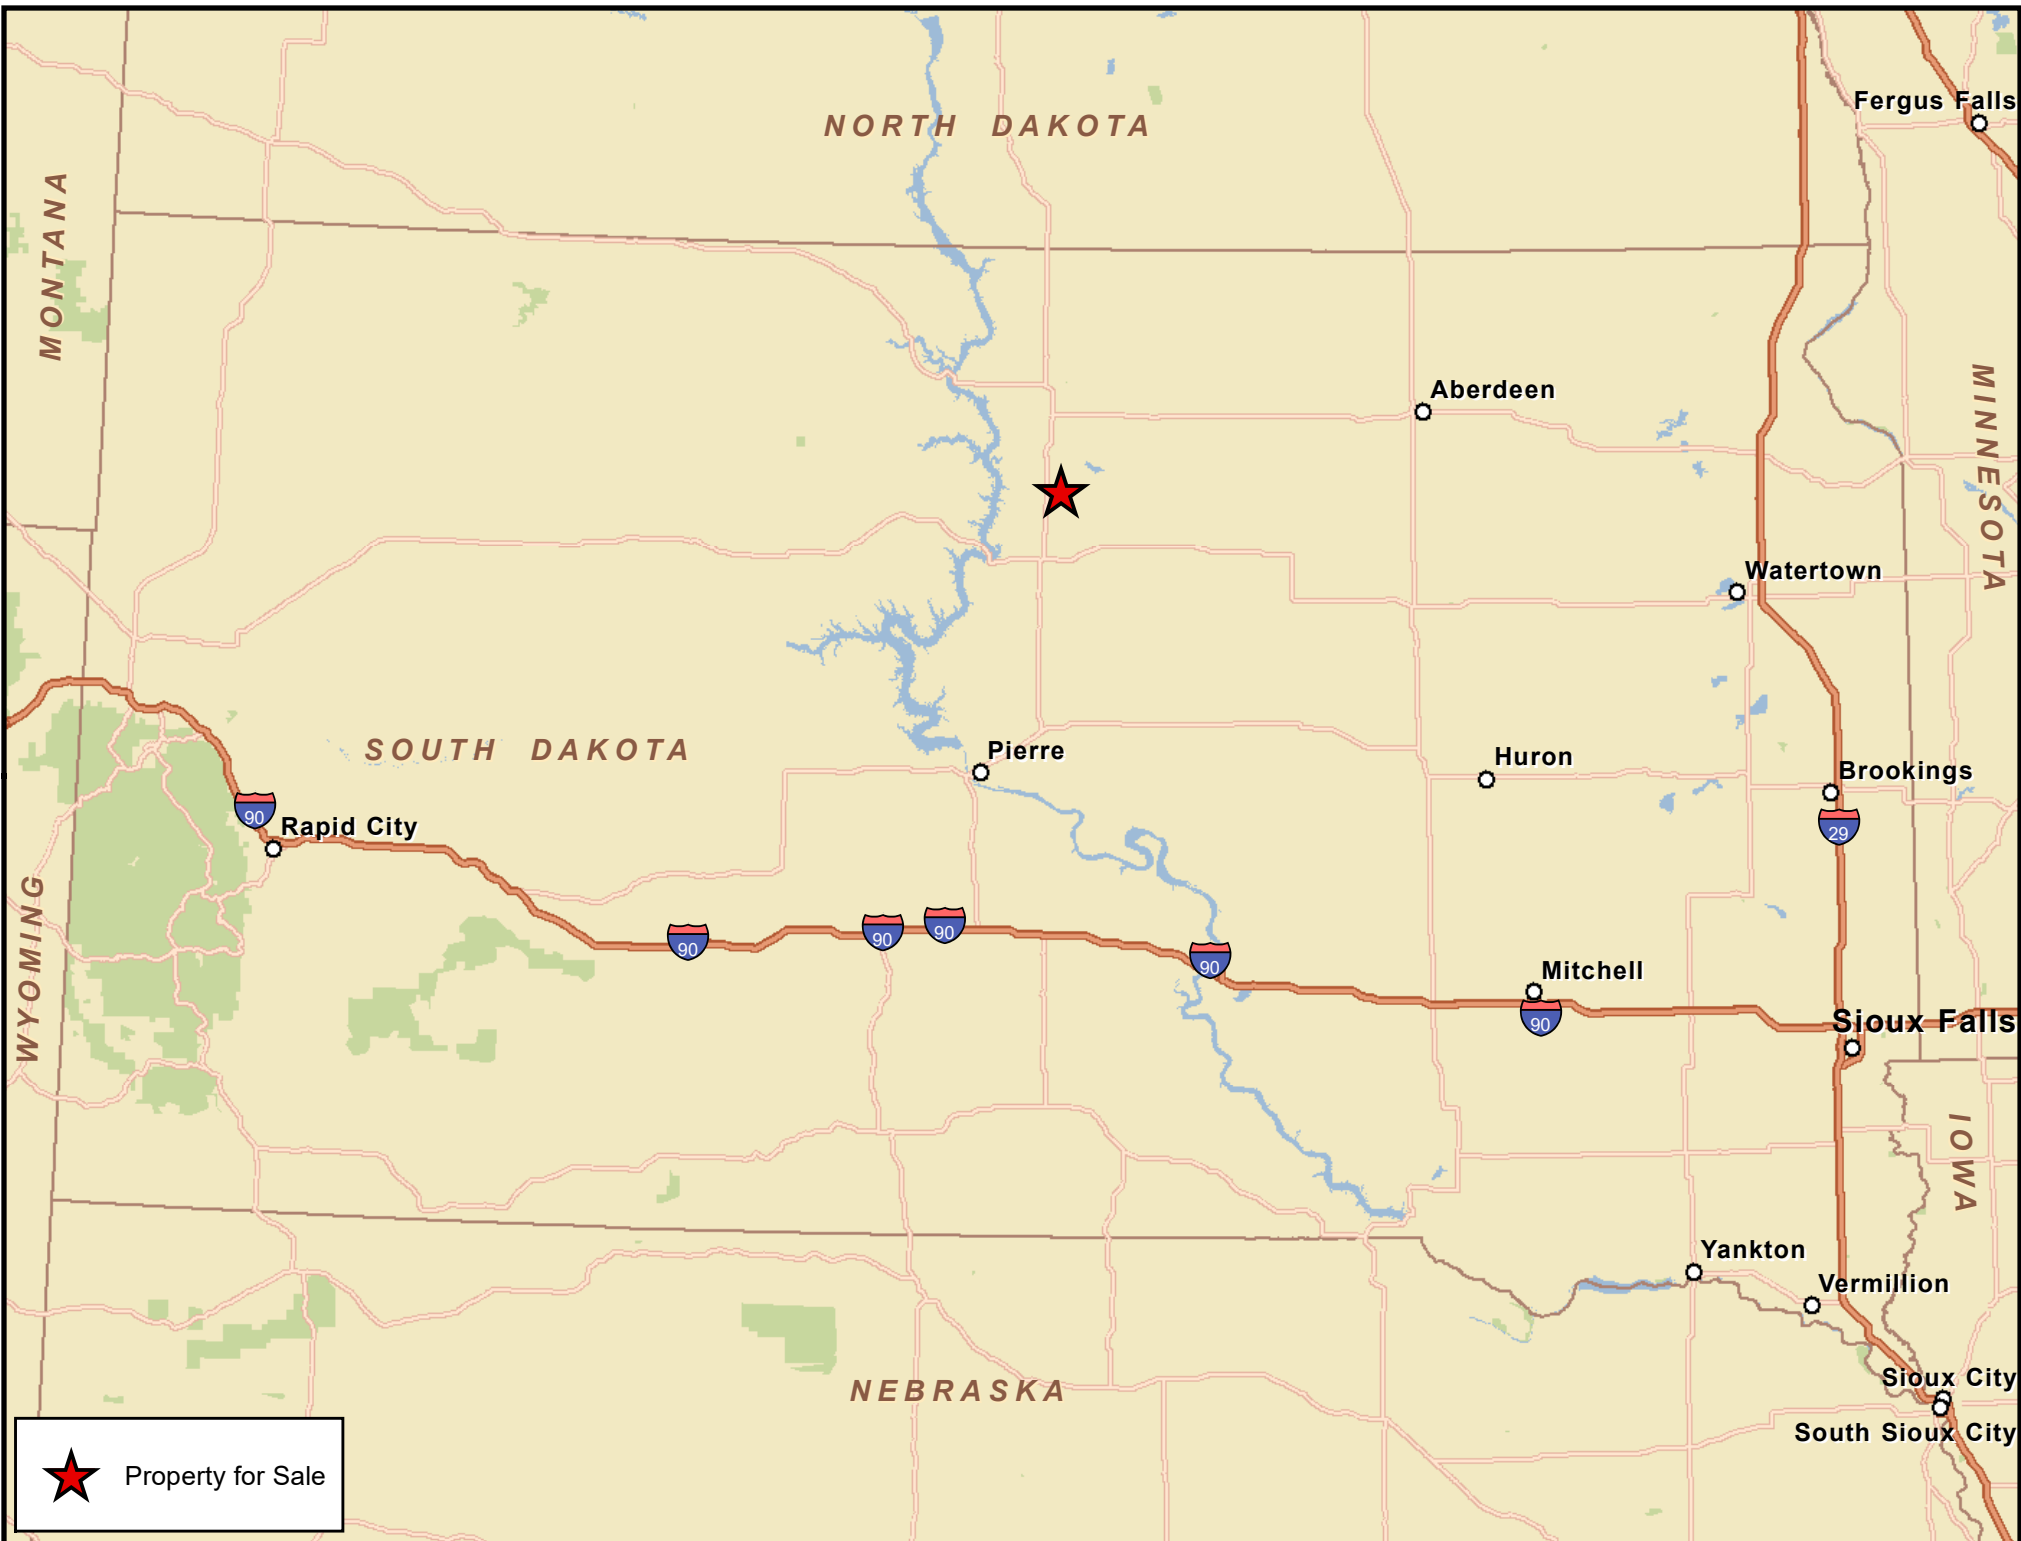 Fergus Falls
NORTH DAKOTA
MONTANA
Aberdeen
MINNESOTA
Watertown
SOUTH DAKOTA
Pierre
Huron
Brookings
90
Rapid City
29
WYOMING
90
90
90
90
Mitchell
90
Sioux Falls
IOWA
Yankton
Vermillion
Sioux City
NEBRASKA
South Sioux City
Property for Sale